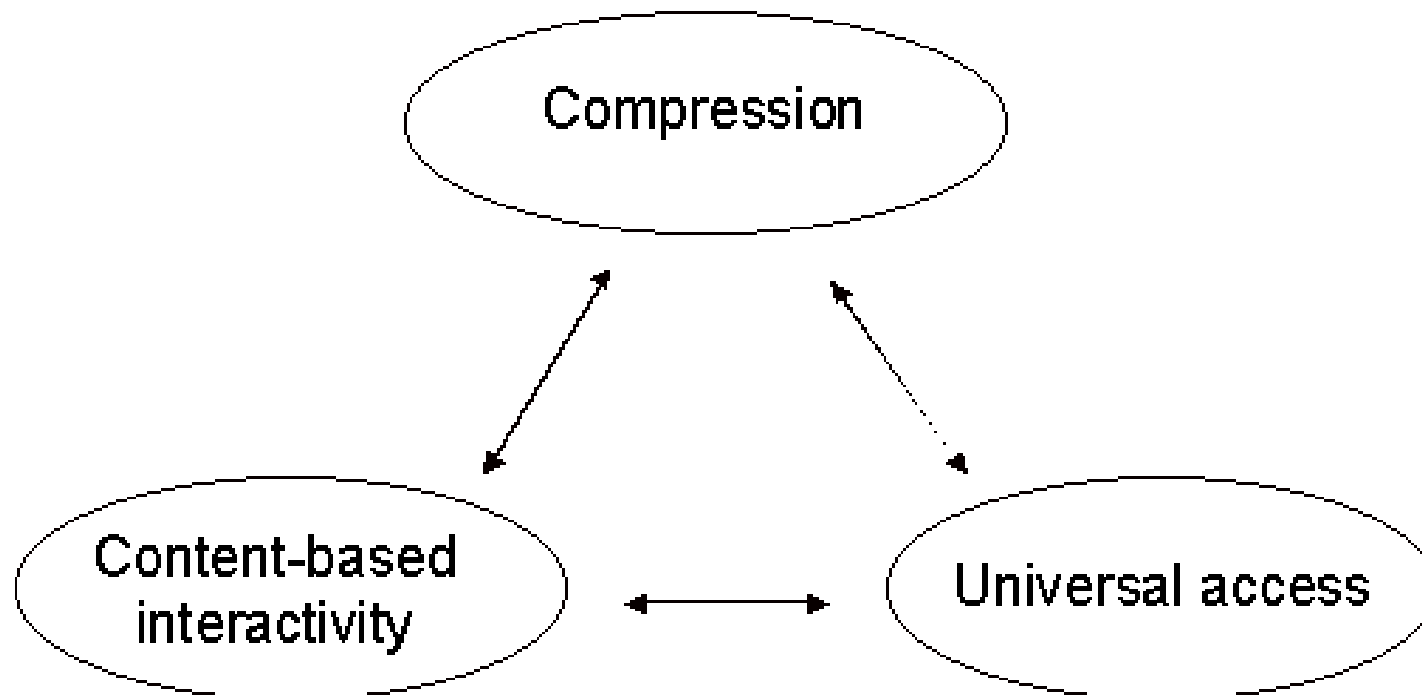 Compression
Content-based
interactivity
Universal access